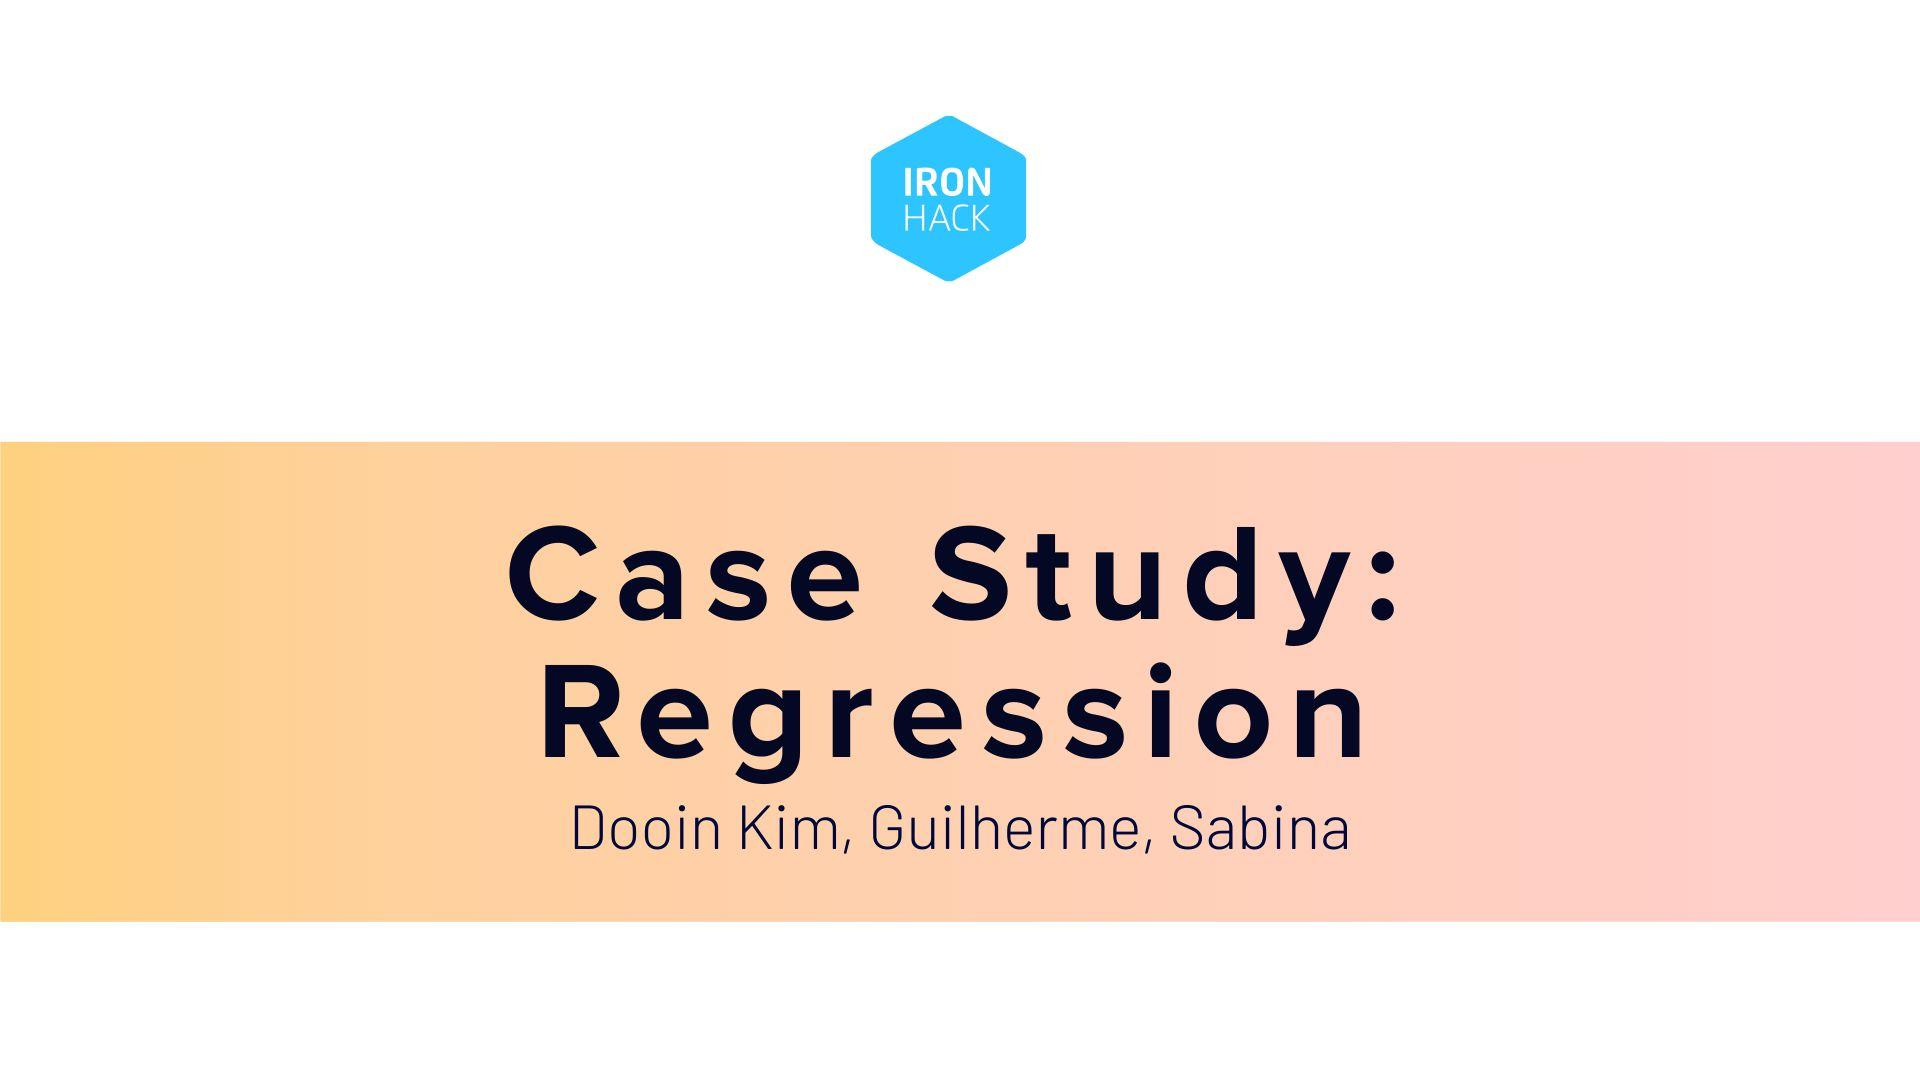 IRON
HACK
Case Study:
Regression
Dooin Kim, Guilherme, Sabina